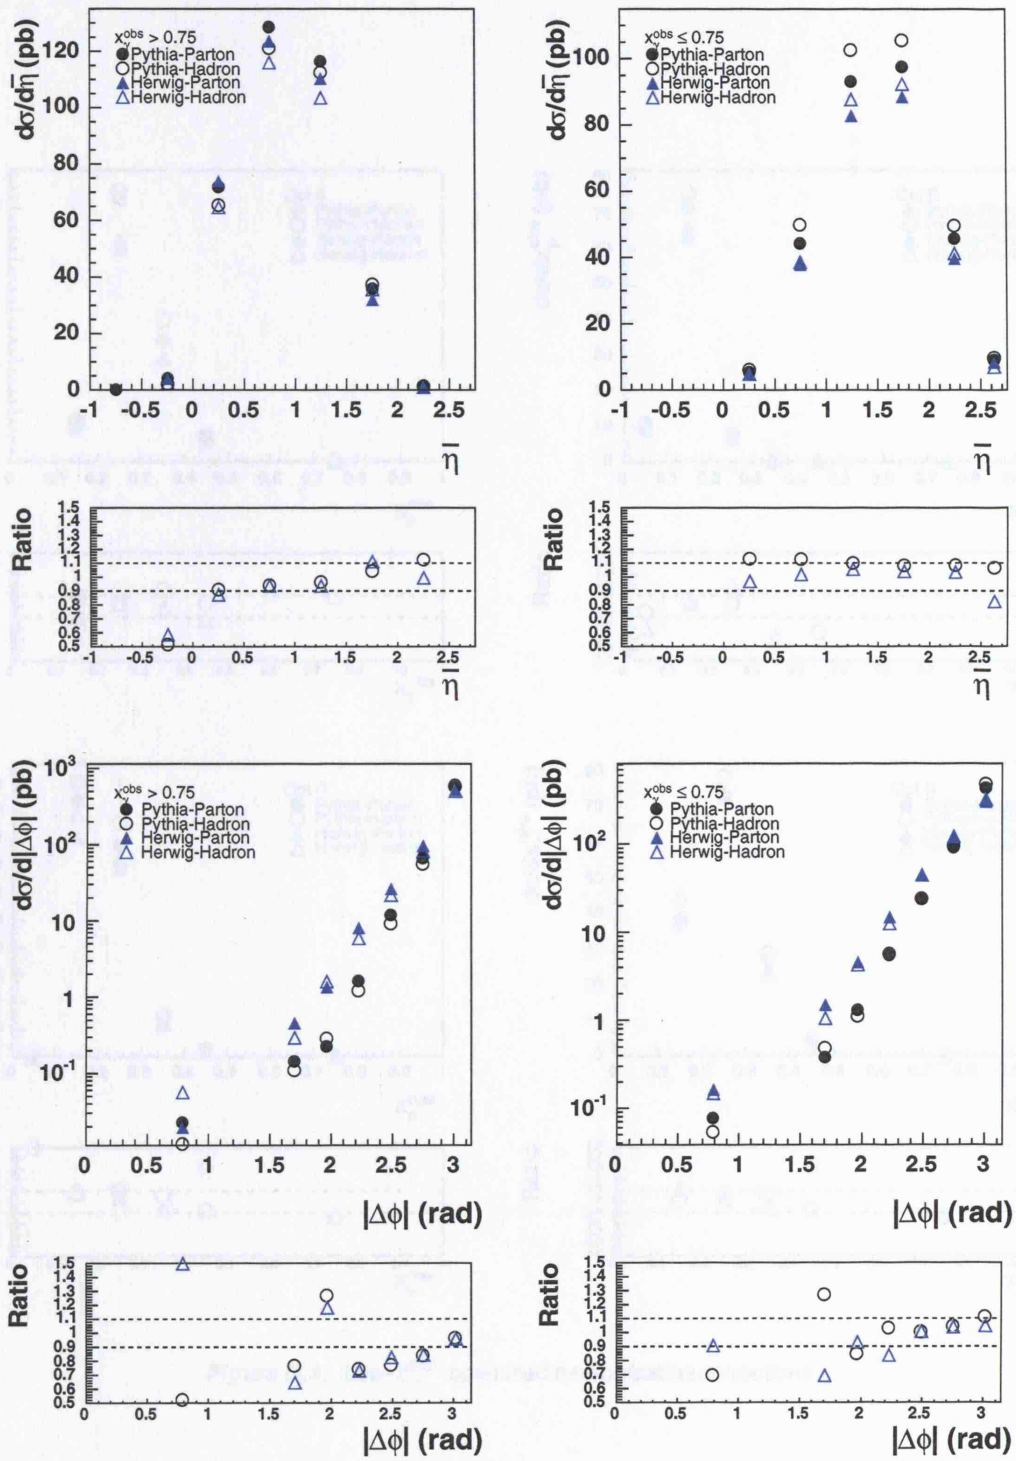 dσ/dη̅ (pb)
120
100
80
60
40
20
0
xγobs > 0.75
Pythia-Parton
Pythia-Hadron
Herwig-Parton
Herwig-Hadron
-1 -0.5 0 0.5 1 1.5 2 2.5
η̅
dσ/dη̅ (pb)
100
80
60
40
20
0
xγobs ≤ 0.75
Pythia-Parton
Pythia-Hadron
Herwig-Parton
Herwig-Hadron
-1 -0.5 0 0.5 1 1.5 2 2.5
η̅
Ratio
1.5
1.4
1.3
1.2
1.1
1
0.9
0.8
0.7
0.6
0.5
-1 -0.5 0 0.5 1 1.5 2 2.5
η̅
Ratio
1.5
1.4
1.3
1.2
1.1
1
0.9
0.8
0.7
0.6
0.5
-1 -0.5 0 0.5 1 1.5 2 2.5
η̅
dσ/d|Δϕ| (pb)
10³
10²
10
1
10⁻¹
xγobs > 0.75
Pythia-Parton
Pythia-Hadron
Herwig-Parton
Herwig-Hadron
0 0.5 1 1.5 2 2.5 3
|Δϕ| (rad)
dσ/d|Δϕ| (pb)
10²
10
1
10⁻¹
xγobs ≤ 0.75
Pythia-Parton
Pythia-Hadron
Herwig-Parton
Herwig-Hadron
0 0.5 1 1.5 2 2.5 3
|Δϕ| (rad)
Ratio
1.5
1.4
1.3
1.2
1.1
1
0.9
0.8
0.7
0.6
0.5
0 0.5 1 1.5 2 2.5 3
|Δϕ| (rad)
Ratio
1.5
1.4
1.3
1.2
1.1
1
0.9
0.8
0.7
0.6
0.5
0 0.5 1 1.5 2 2.5 3
|Δϕ| (rad)